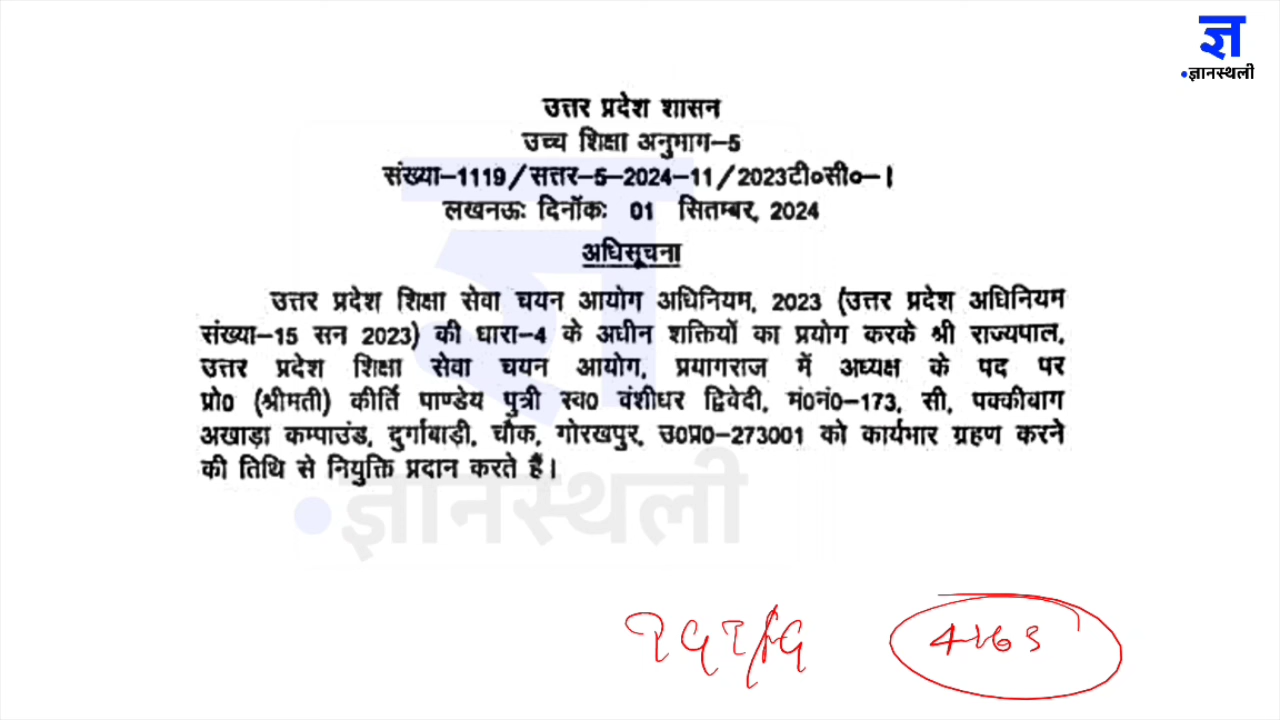 ज्ञ
ज्ञानस्थली
उत्तर प्रदेश शासन
उच्च शिक्षा अनुभाग–5
संख्या–1119/सत्तर–5–2024–11/2023टी०सी०–।
लखनऊः दिनॉकः 01 सितम्बर, 2024
अधिसूचना
उत्तर प्रदेश शिक्षा सेवा चयन आयोग अधिनियम, 2023 (उत्तर प्रदेश अधिनियम
संख्या–15 सन 2023) की धारा–4 के अधीन शक्तियों का प्रयोग करके श्री राज्यपाल,
उत्तर प्रदेश शिक्षा सेवा चयन आयोग, प्रयागराज में अध्यक्ष के पद पर
प्रो0 (श्रीमती) कीर्ति पाण्डेय पुत्री स्व0 वंशीधर द्विवेदी, मं0नं0–173, सी, पक्कीबाग
अखाड़ा कम्पाउंड, दुर्गाबाड़ी, चौक, गोरखपुर, उ0प्र0–273001 को कार्यभार ग्रहण करने
की तिथि से नियुक्ति प्रदान करते हैं।
ज्ञ
ज्ञानस्थली
4163